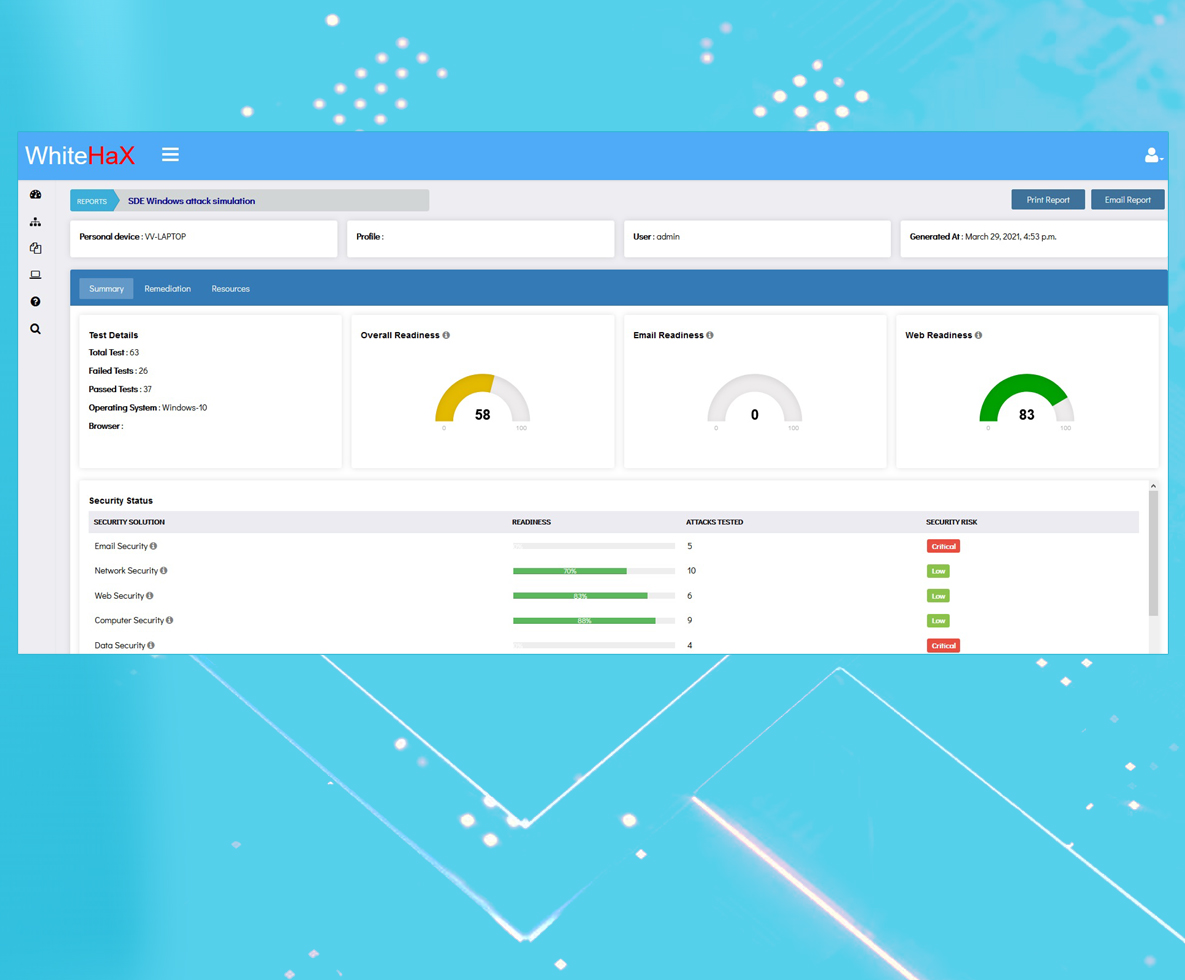 WhiteHaX
REPORTS SDE Windows attack simulation
Print Report Email Report
Personal device : VV-LAPTOP
Profile :
User : admin
Generated At : March 29, 2021, 4:53 p.m.
Summary Remediation Resources
Test Details
Total Test : 63
Failed Tests : 26
Passed Tests : 37
Operating System : Windows-10
Browser :
Overall Readiness
58
0 100
Email Readiness
0
0 100
Web Readiness
83
0 100
Security Status
SECURITY SOLUTION READINESS ATTACKS TESTED SECURITY RISK
Email Security 5 Critical
Network Security 70% 10 Low
Web Security 83% 6 Low
Computer Security 88% 9 Low
Data Security 4 Critical